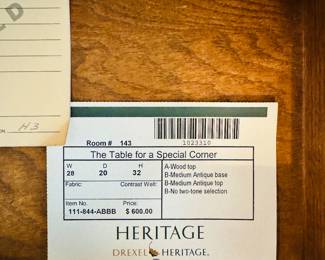 D
ON H3
Room # 143
1023310
The Table for a Special Corner
W D H
28 20 32
Fabric: Contrast Welt:
Item No. Price:
111-844-ABBB $ 600.00
A-Wood top
B-Medium Antique base
B-Medium Antique top
B-No two-tone selection
HERITAGE
DREXEL HERITAGE.